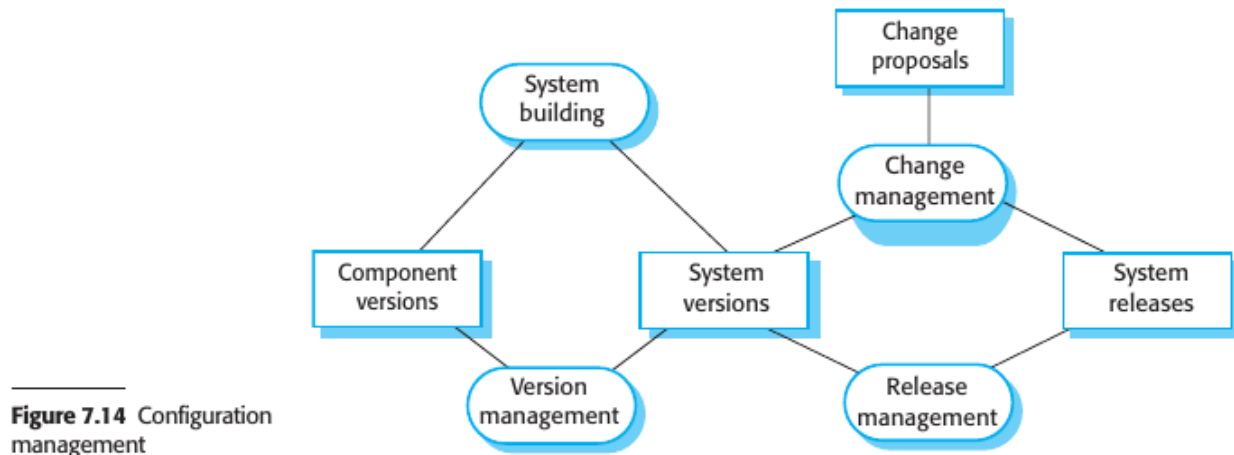 Change
proposals
System
building
Change
management
Component
versions
System
versions
System
releases
Version
management
Release
management
Figure 7.14 Configuration
management